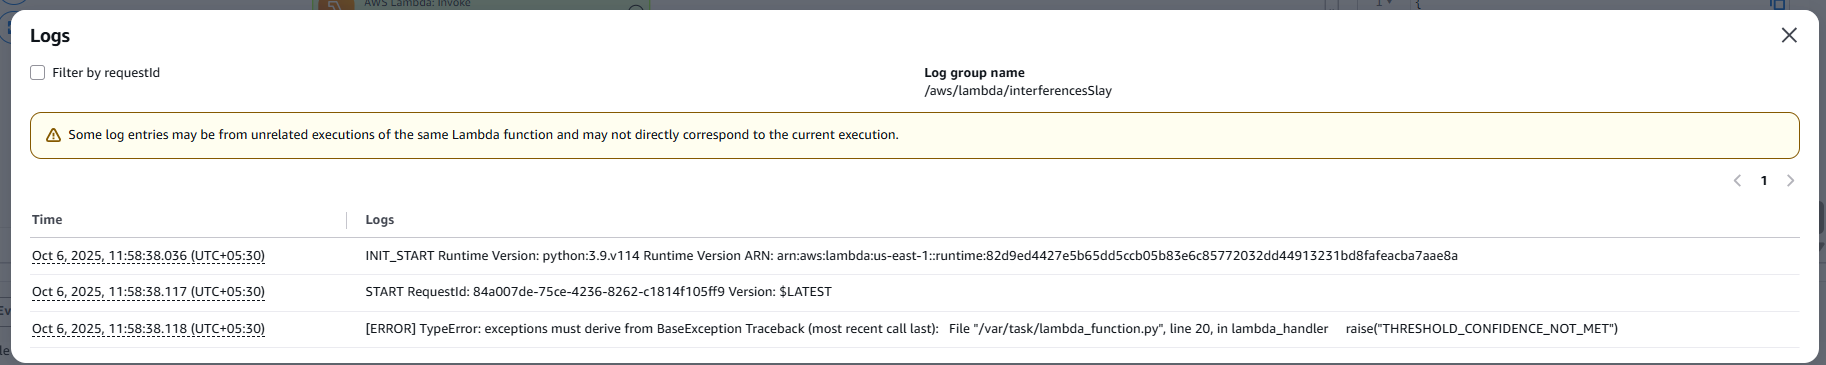 AWS Lambda: Invoke
1
{
Logs
Filter by requestId
Log group name
/aws/lambda/interferencesSlay
Some log entries may be from unrelated executions of the same Lambda function and may not directly correspond to the current execution.
1
Time Logs
Oct 6, 2025, 11:58:38.036 (UTC+05:30) INIT_START Runtime Version: python:3.9.v114 Runtime Version ARN: arn:aws:lambda:us-east-1::runtime:82d9ed4427e5b65dd5ccb05b83e6c85772032dd44913231bd8fafeacba7aae8a
Oct 6, 2025, 11:58:38.117 (UTC+05:30) START RequestId: 84a007de-75ce-4236-8262-c1814f105ff9 Version: $LATEST
Oct 6, 2025, 11:58:38.118 (UTC+05:30) [ERROR] TypeError: exceptions must derive from BaseException Traceback (most recent call last): File "/var/task/lambda_function.py", line 20, in lambda_handler raise("THRESHOLD_CONFIDENCE_NOT_MET")